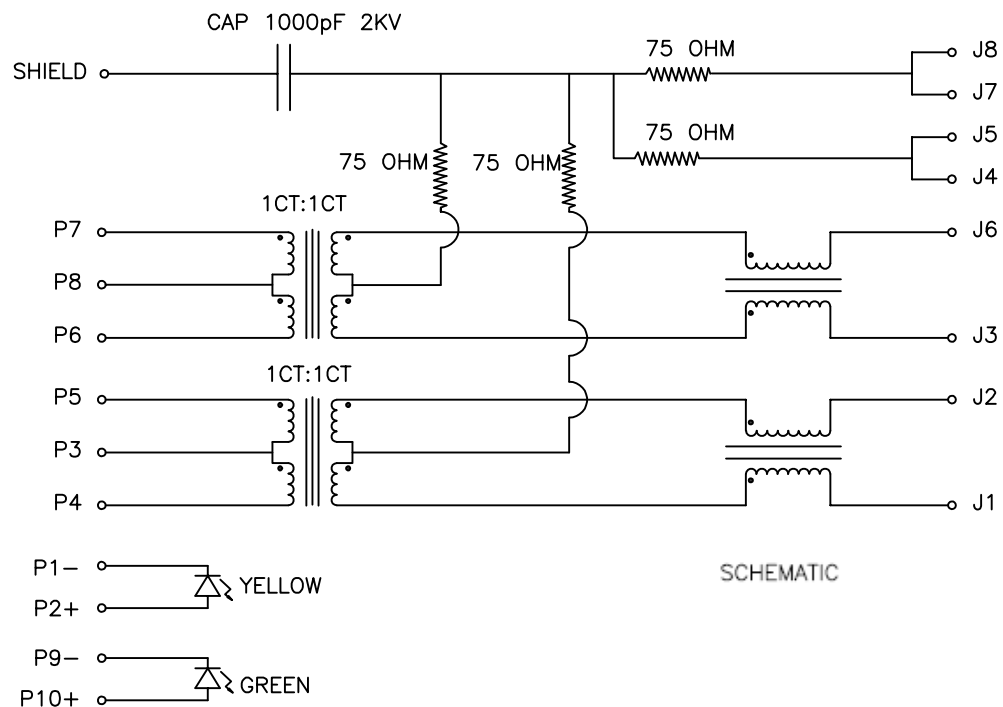 CAP 1000pF 2KV
SHIELD
75 OHM
J8
J7
75 OHM
J5
J4
75 OHM
75 OHM
1CT:1CT
P7
J6
P8
P6
J3
1CT:1CT
P5
J2
P3
P4
J1
P1-
YELLOW
P2+
SCHEMATIC
P9-
GREEN
P10+